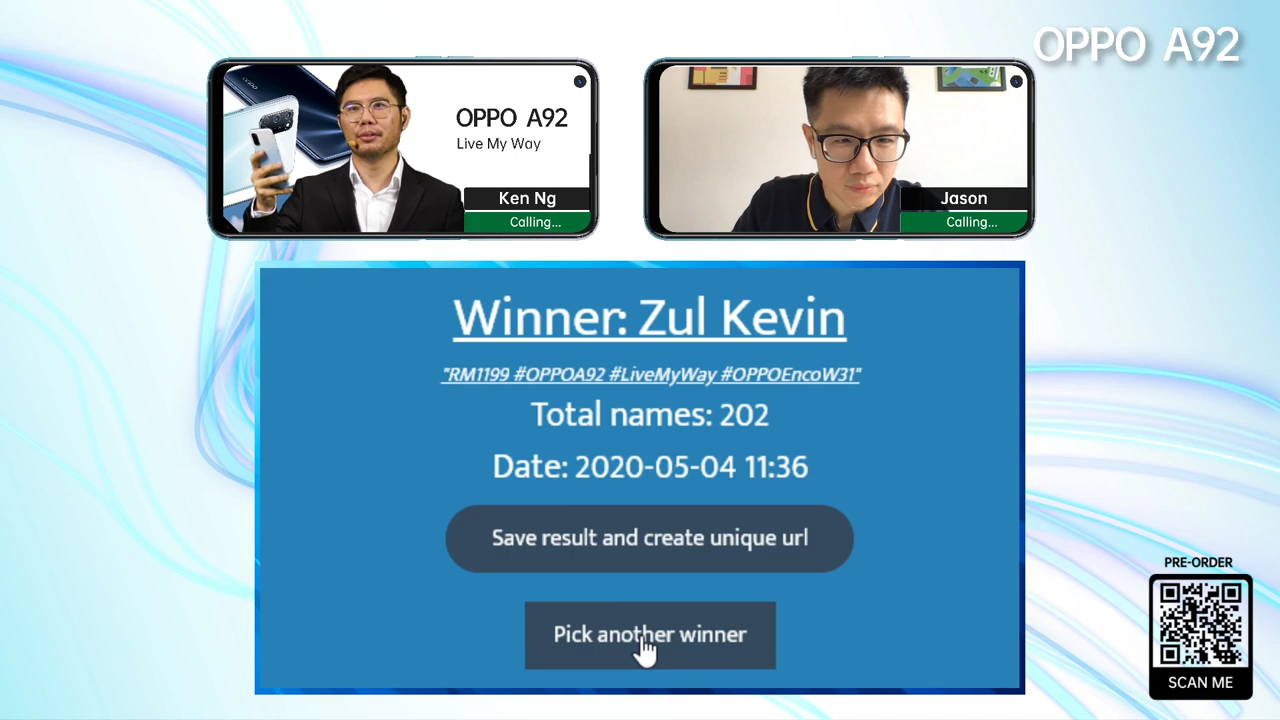 OPPO A92
OPPO A92
Live My Way
Ken Ng
Calling...
Jason
Calling...
Winner: Zul Kevin
"RM1199 #OPPOA92 #LiveMyWay #OPPOEncoW31"
Total names: 202
Date: 2020-05-04 11:36
Save result and create unique url
Pick another winner
PRE-ORDER
SCAN ME